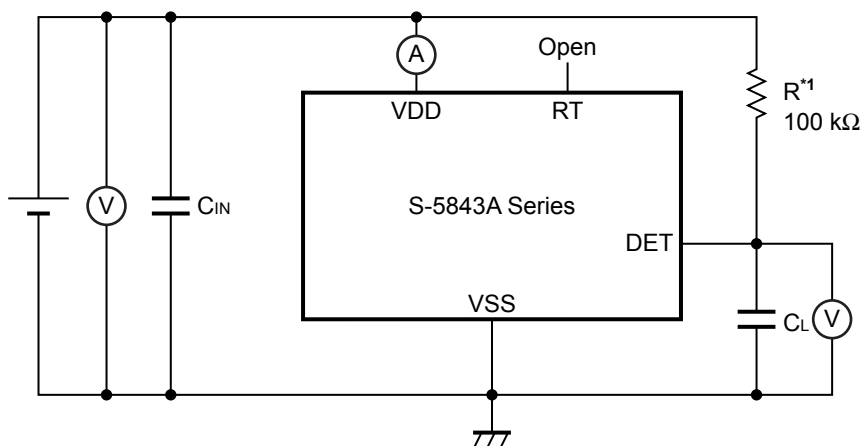 Open
A
R*1
100 kΩ
VDD
RT
V
CIN
S-5843A Series
DET
VSS
CL
V